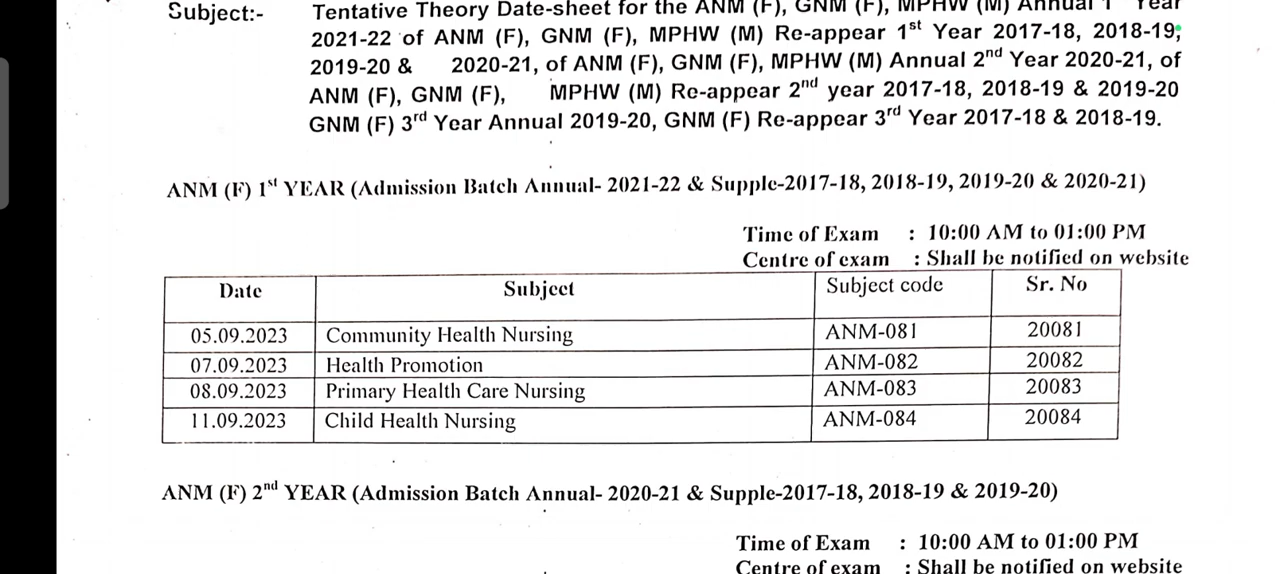 Subject:- Tentative Theory Date-sheet for the ANM (F), GNM (F), MPHW (M) Annual 1 Year
2021-22 of ANM (F), GNM (F), MPHW (M) Re-appear 1st Year 2017-18, 2018-19;
2019-20 & 2020-21, of ANM (F), GNM (F), MPHW (M) Annual 2nd Year 2020-21, of
ANM (F), GNM (F), MPHW (M) Re-appear 2nd year 2017-18, 2018-19 & 2019-20
GNM (F) 3rd Year Annual 2019-20, GNM (F) Re-appear 3rd Year 2017-18 & 2018-19.
ANM (F) 1st YEAR (Admission Batch Annual- 2021-22 & Supple-2017-18, 2018-19, 2019-20 & 2020-21)
Time of Exam : 10:00 AM to 01:00 PM
Centre of exam : Shall be notified on website
Date Subject Subject code Sr. No
05.09.2023 Community Health Nursing ANM-081 20081
07.09.2023 Health Promotion ANM-082 20082
08.09.2023 Primary Health Care Nursing ANM-083 20083
11.09.2023 Child Health Nursing ANM-084 20084
ANM (F) 2nd YEAR (Admission Batch Annual- 2020-21 & Supple-2017-18, 2018-19 & 2019-20)
Time of Exam : 10:00 AM to 01:00 PM
Centre of exam : Shall be notified on website